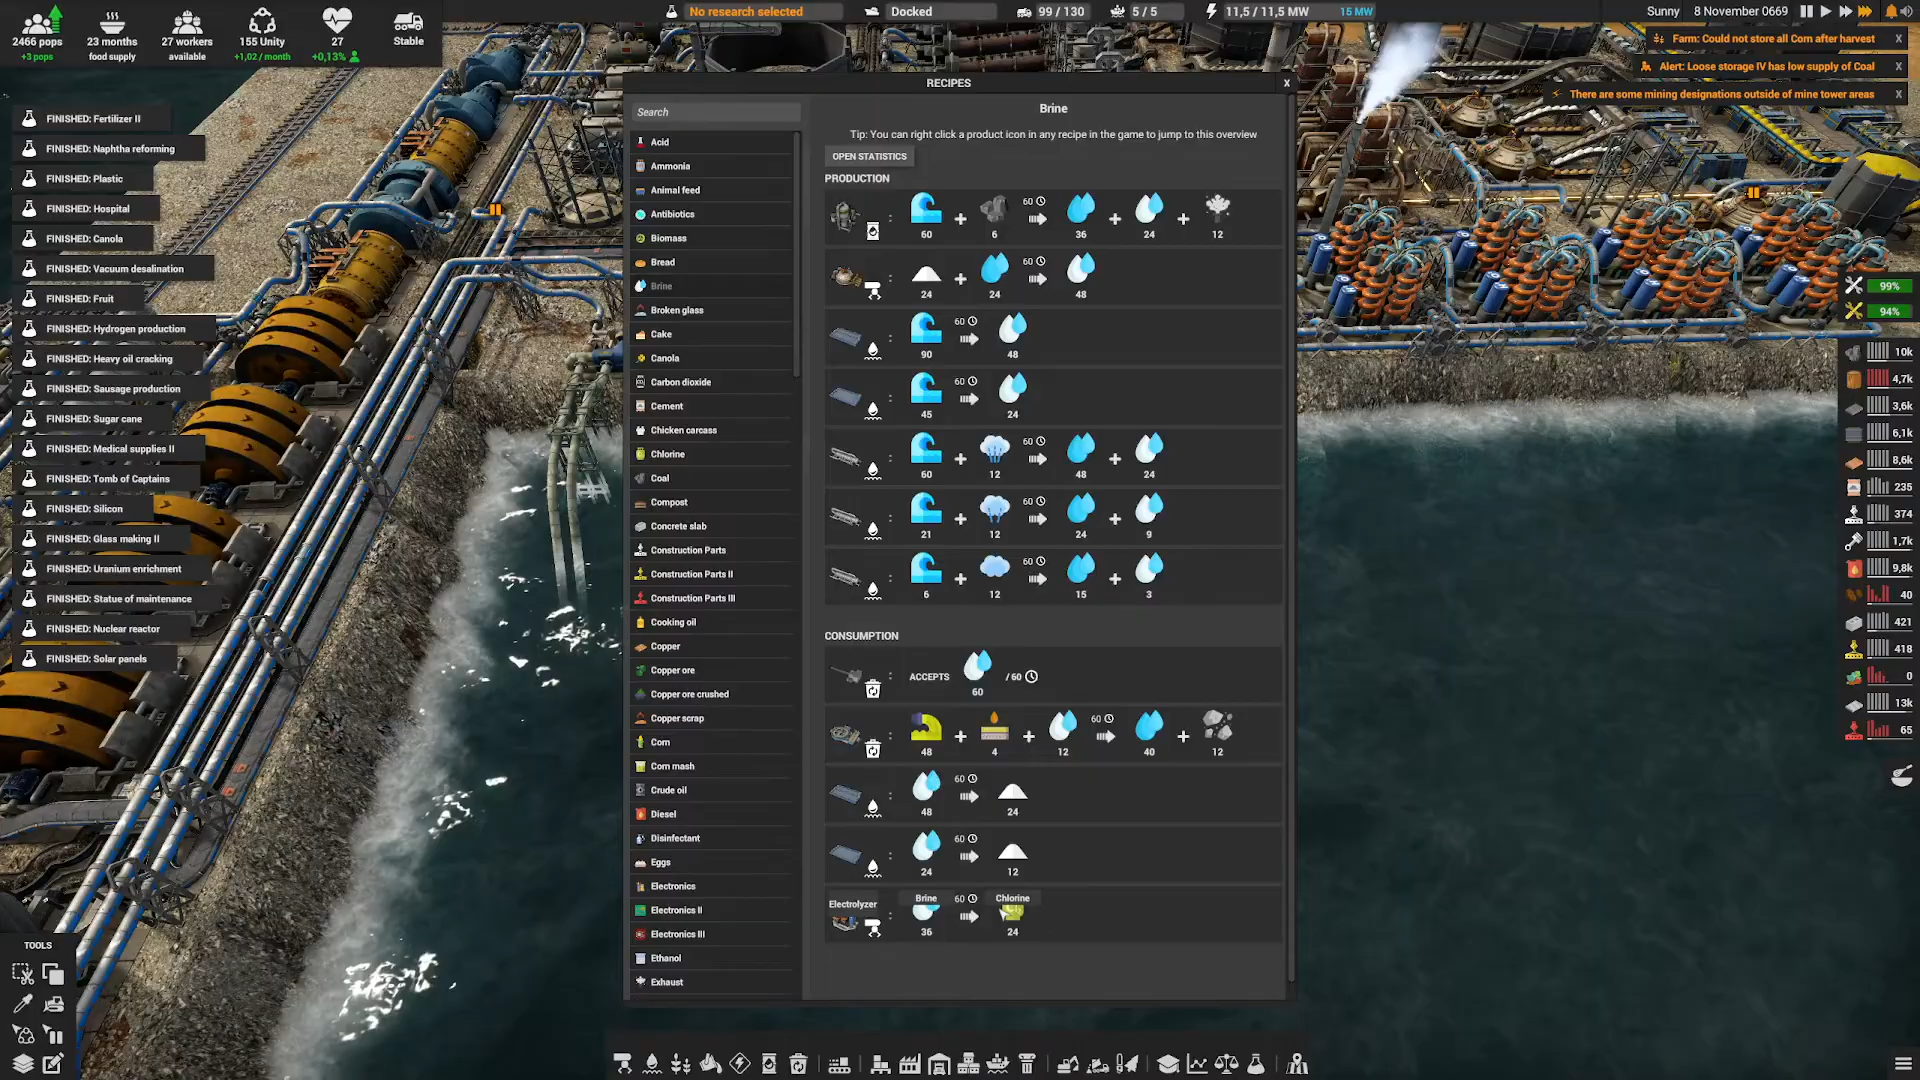 2466 pops
+3 pops
23 months
food supply
27 workers
available
155 Unity
+1,02 / month
27
+0,13%
Stable
No research selected
Docked
99 / 130
5 / 5
11,5 / 11,5 MW
15 MW
Sunny
8 November 0669
Farm: Could not store all Corn after harvest
X
Alert: Loose storage IV has low supply of Coal
X
There are some mining designations outside of mine tower areas
X
FINISHED: Fertilizer II
FINISHED: Naphtha reforming
FINISHED: Plastic
FINISHED: Hospital
FINISHED: Canola
FINISHED: Vacuum desalination
FINISHED: Fruit
FINISHED: Hydrogen production
FINISHED: Heavy oil cracking
FINISHED: Sausage production
FINISHED: Sugar cane
FINISHED: Medical supplies II
FINISHED: Tomb of Captains
FINISHED: Silicon
FINISHED: Glass making II
FINISHED: Uranium enrichment
FINISHED: Statue of maintenance
FINISHED: Nuclear reactor
FINISHED: Solar panels
TOOLS
RECIPES
X
Search
Acid
Ammonia
Animal feed
Antibiotics
Biomass
Bread
Brine
Broken glass
Cake
Canola
Carbon dioxide
Cement
Chicken carcass
Chlorine
Coal
Compost
Concrete slab
Construction Parts
Construction Parts II
Construction Parts III
Cooking oil
Copper
Copper ore
Copper ore crushed
Copper scrap
Corn
Corn mash
Crude oil
Diesel
Disinfectant
Eggs
Electronics
Electronics II
Electronics III
Ethanol
Exhaust
Brine
Tip: You can right click a product icon in any recipe in the game to jump to this overview
OPEN STATISTICS
PRODUCTION
: 60 + 6 60 36 + 24 + 12
: 24 + 24 60 48
: 90 60 48
: 45 60 24
: 60 + 12 60 48 + 24
: 21 + 12 60 24 + 9
: 6 + 12 60 15 + 3
CONSUMPTION
: ACCEPTS 60 / 60
: 48 + 4 + 12 60 40 + 12
: 48 60 24
: 24 60 12
Electrolyzer : Brine 36 60 Chlorine 24
99%
94%
10k
4,7k
3,6k
6,1k
8,6k
235
374
1,7k
9,8k
40
421
418
0
13k
65